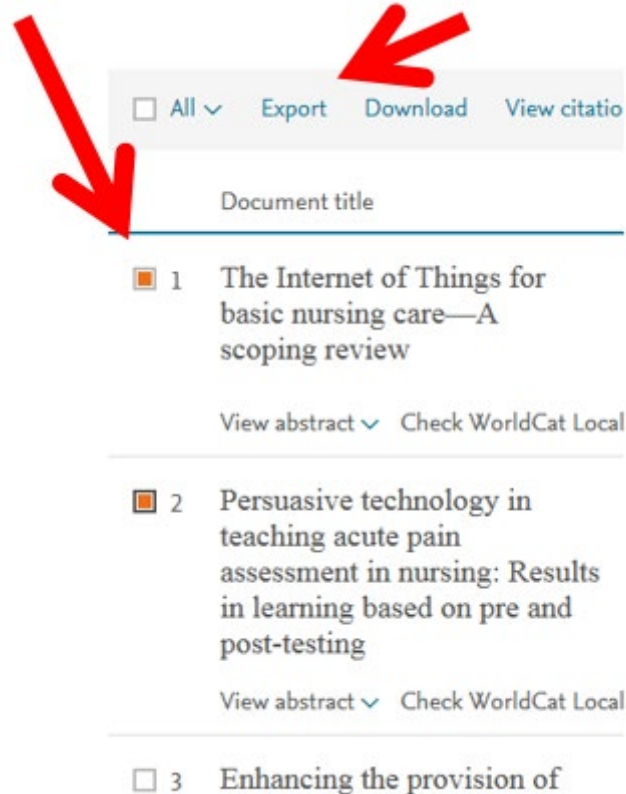 All Export Download View citatio
Document title
1 The Internet of Things for
basic nursing care—A
scoping review
View abstract Check WorldCat Local
2 Persuasive technology in
teaching acute pain
assessment in nursing: Results
in learning based on pre and
post-testing
View abstract Check WorldCat Local
3 Enhancing the provision of